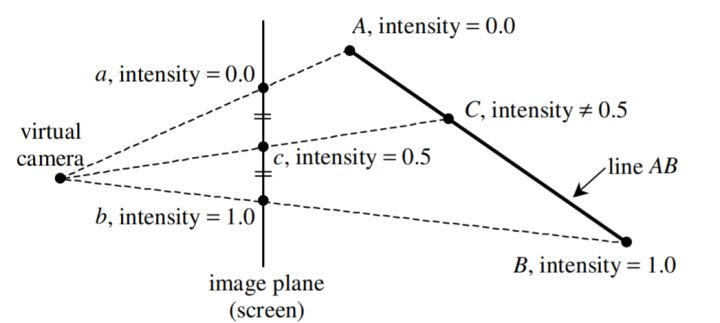 A, intensity = 0.0
a, intensity = 0.0
C, intensity ≠ 0.5
virtual
camera
c, intensity = 0.5
line AB
b, intensity = 1.0
B, intensity = 1.0
image plane
(screen)